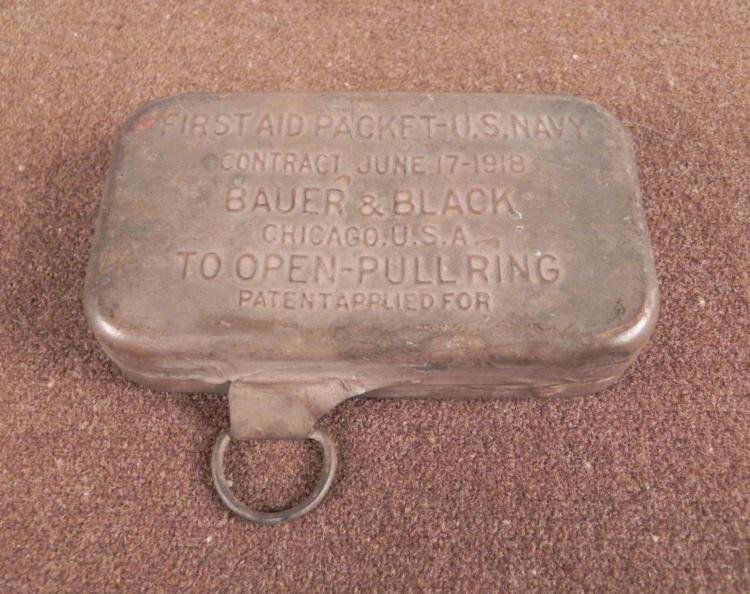 FIRST AID PACKET-U.S. NAVY
CONTRACT JUNE 17-1918
BAUER & BLACK
CHICAGO, U.S.A.
TO OPEN-PULL RING
PATENT APPLIED FOR